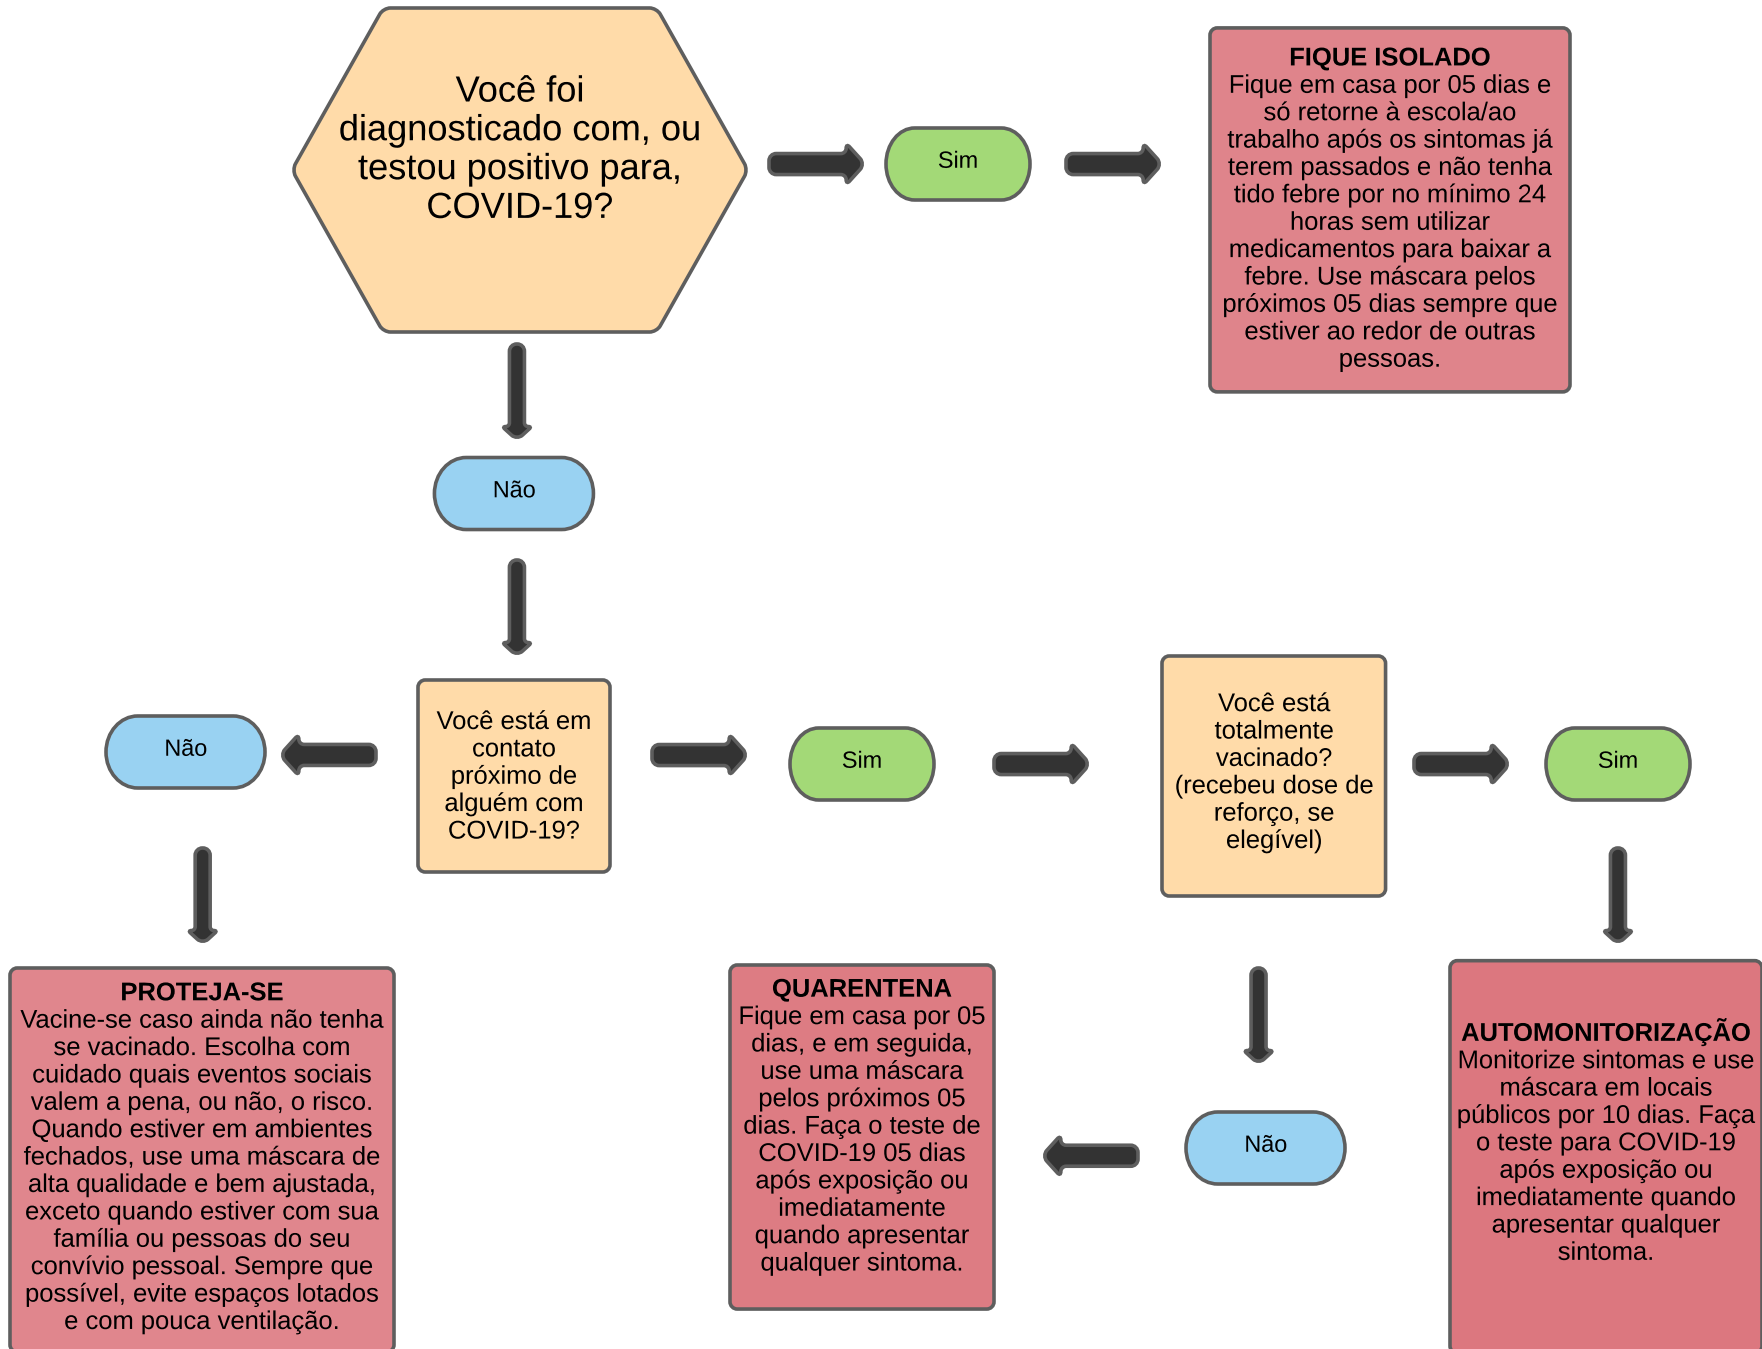 Você foi
diagnosticado com, ou
testou positivo para,
COVID-19?
Sim
FIQUE ISOLADO
Fique em casa por 05 dias e
só retorne à escola/ao
trabalho após os sintomas já
terem passados e não tenha
tido febre por no mínimo 24
horas sem utilizar
medicamentos para baixar a
febre. Use máscara pelos
próximos 05 dias sempre que
estiver ao redor de outras
pessoas.
Não
Não
Você está em
contato
próximo de
alguém com
COVID-19?
Sim
Você está
totalmente
vacinado?
(recebeu dose de
reforço, se
elegível)
Sim
PROTEJA-SE
Vacine-se caso ainda não tenha
se vacinado. Escolha com
cuidado quais eventos sociais
valem a pena, ou não, o risco.
Quando estiver em ambientes
fechados, use uma máscara de
alta qualidade e bem ajustada,
exceto quando estiver com sua
família ou pessoas do seu
convívio pessoal. Sempre que
possível, evite espaços lotados
e com pouca ventilação.
QUARENTENA
Fique em casa por 05
dias, e em seguida,
use uma máscara
pelos próximos 05
dias. Faça o teste de
COVID-19 05 dias
após exposição ou
imediatamente
quando apresentar
qualquer sintoma.
Não
AUTOMONITORIZAÇÃO
Monitorize sintomas e use
máscara em locais
públicos por 10 dias. Faça
o teste para COVID-19
após exposição ou
imediatamente quando
apresentar qualquer
sintoma.